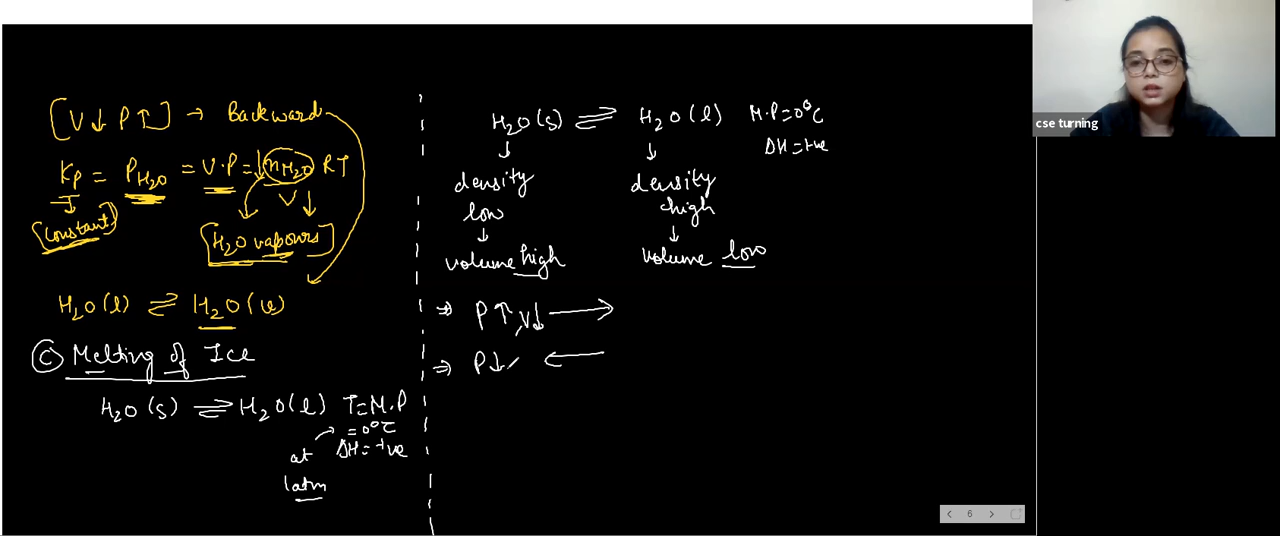 [V↓ P↑] → Backward
Kp = P H2O = V.P = ↓ nH2O RT
V ↓
[constant]
[H2O vapours]
H2O (l) ⇌ H2O (v)
(C) Melting of Ice
H2O (s) ⇌ H2O (l) T=M.P
= 0°C
at ΔH = +ve
1atm
H2O (s) ⇌ H2O (l) M.P = 0°C
ΔH = +ve
↓ ↓
density density
low high
↓ ↓
volume high volume low
⇒ P↑, V↓ ⟶
⇒ P↓ ⟵
cse turning
6